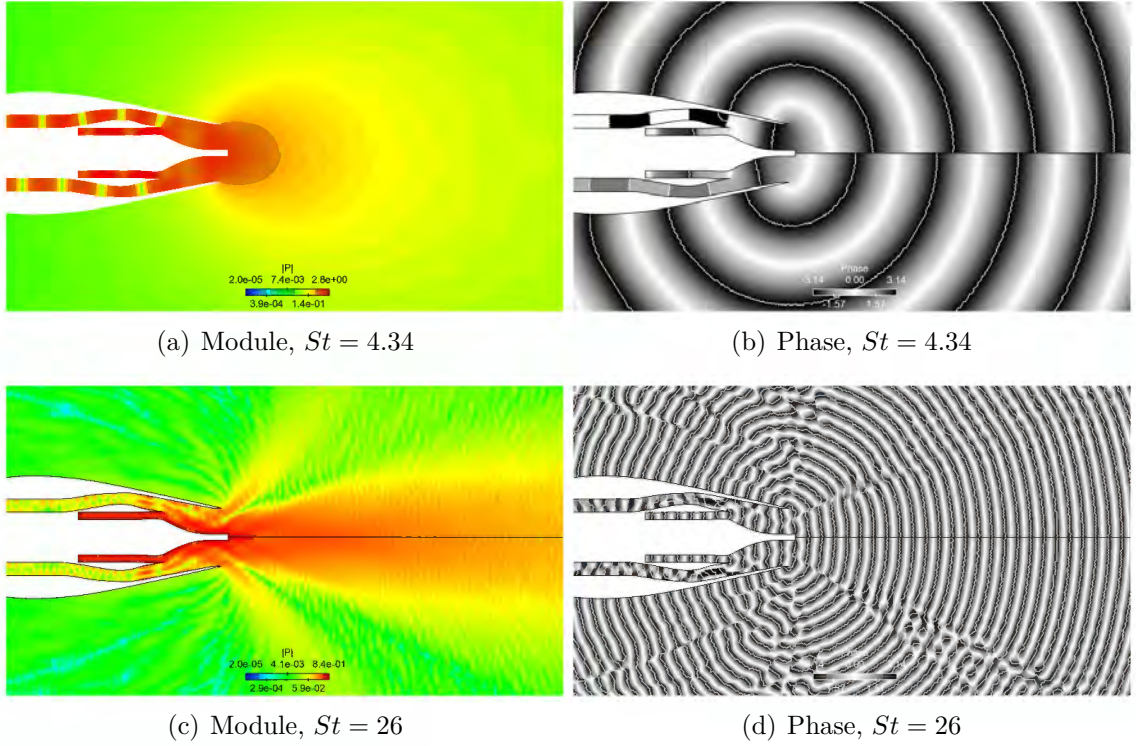 |P|
2.0e-05 7.4e-03 2.8e+00
3.9e-04 1.4e-01
Phase
-3.14 0.00 3.14
-1.57 1.57
(a) Module, St = 4.34
(b) Phase, St = 4.34
|P|
2.0e-05 4.1e-03 8.4e-01
2.9e-04 5.9e-02
(c) Module, St = 26
(d) Phase, St = 26